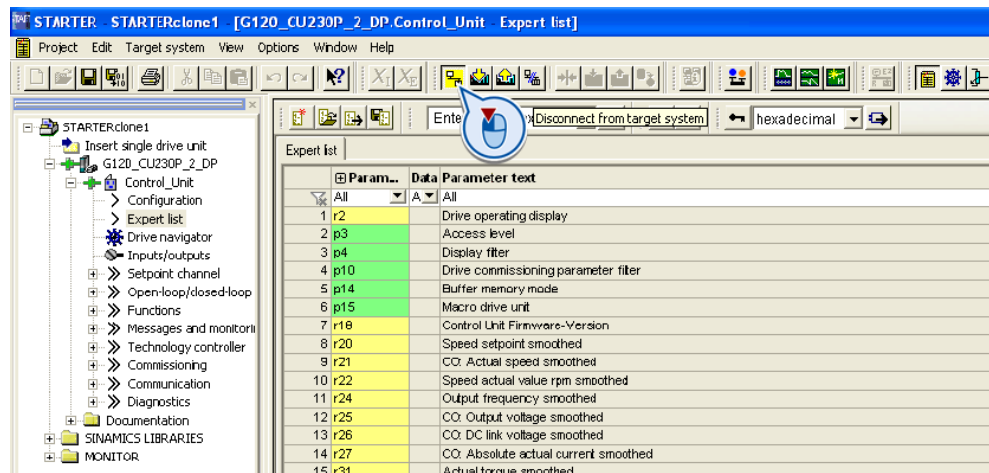 STARTER - STARTERclone1 - [G120_CU230P_2_DP.Control_Unit - Expert list]
Project Edit Target system View Options Window Help
Disconnect from target system
hexadecimal
STARTERclone1
Insert single drive unit
G120_CU230P_2_DP
Control_Unit
Configuration
Expert list
Drive navigator
Inputs/outputs
Setpoint channel
Open-loop/closed-loop
Functions
Messages and monitori
Technology controller
Commissioning
Communication
Diagnostics
Documentation
SINAMICS LIBRARIES
MONITOR
Expert list
Param... Data Parameter text
All A All
1 r2 Drive operating display
2 p3 Access level
3 p4 Display filter
4 p10 Drive commissioning parameter filter
5 p14 Buffer memory mode
6 p15 Macro drive unit
7 r18 Control Unit Firmware-Version
8 r20 Speed setpoint smoothed
9 r21 CO: Actual speed smoothed
10 r22 Speed actual value rpm smoothed
11 r24 Output frequency smoothed
12 r25 CO: Output voltage smoothed
13 r26 CO: DC link voltage smoothed
14 r27 CO: Absolute actual current smoothed
15 r31 Actual torque smoothed